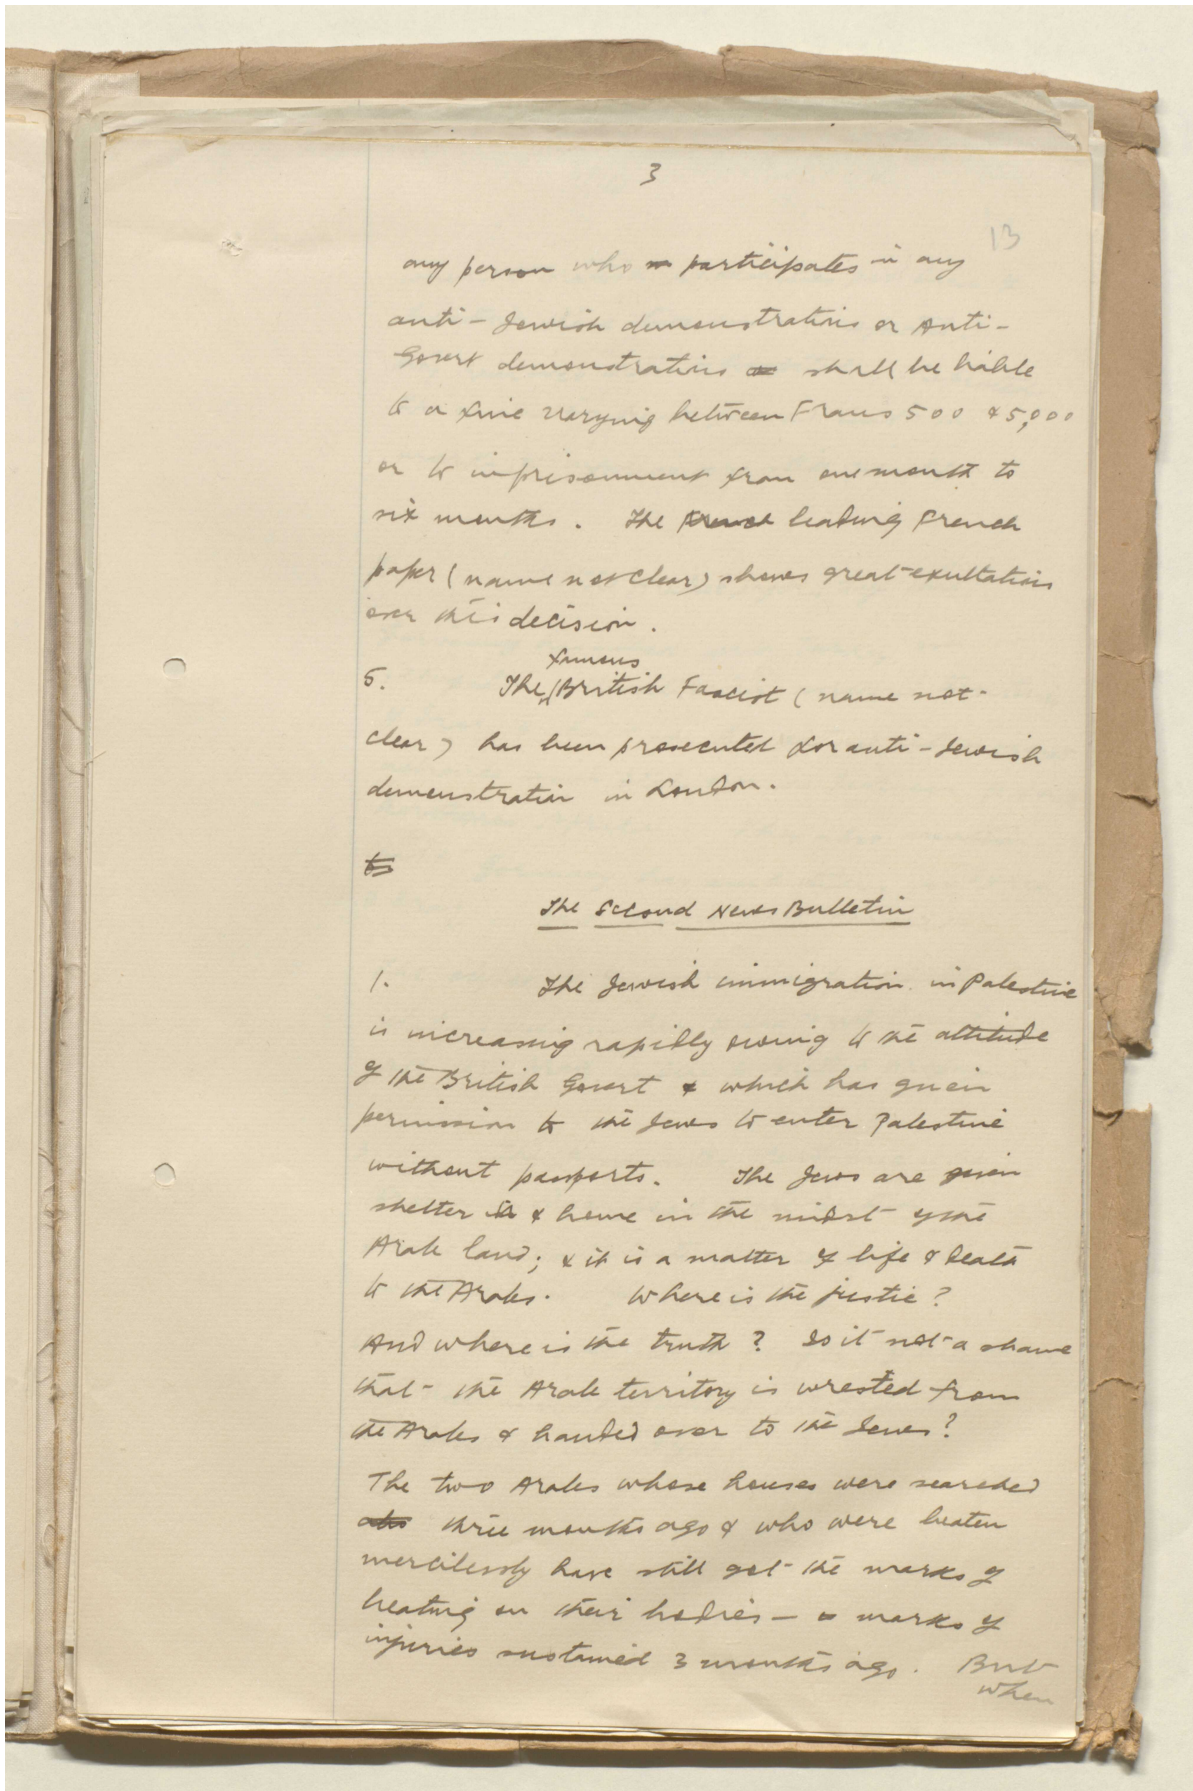 3
13
any person who participates in any
anti-Jewish demonstrations or Anti-
Govert demonstrations shall be liable
to a fine varying between Francs 500 & 5,000
or to imprisonment from one month to
six months. The French leading French
paper (name not clear) shows great exultation
over this decision.
famous
5. The British Fascist (name not
clear) has been prosecuted for anti-Jewish
demonstration in London.
The Second News Bulletin
1. The Jewish immigration in Palestine
is increasing rapidly owing to the attitude
of the British Govert & which has given
permission to the Jews to enter Palestine
without passports. The Jews are given
shelter & home in the midst of the
Arab land; & it is a matter of life & death
to the Arabs. Where is the justice?
And where is the truth? Is it not a shame
that the Arab territory is wrested from
the Arabs & handed over to the Jews?
The two Arabs whose houses were searched
three months ago & who were beaten
mercilessly have still got the marks of
beating on their bodies - marks of
injuries sustained 3 months ago. But
when